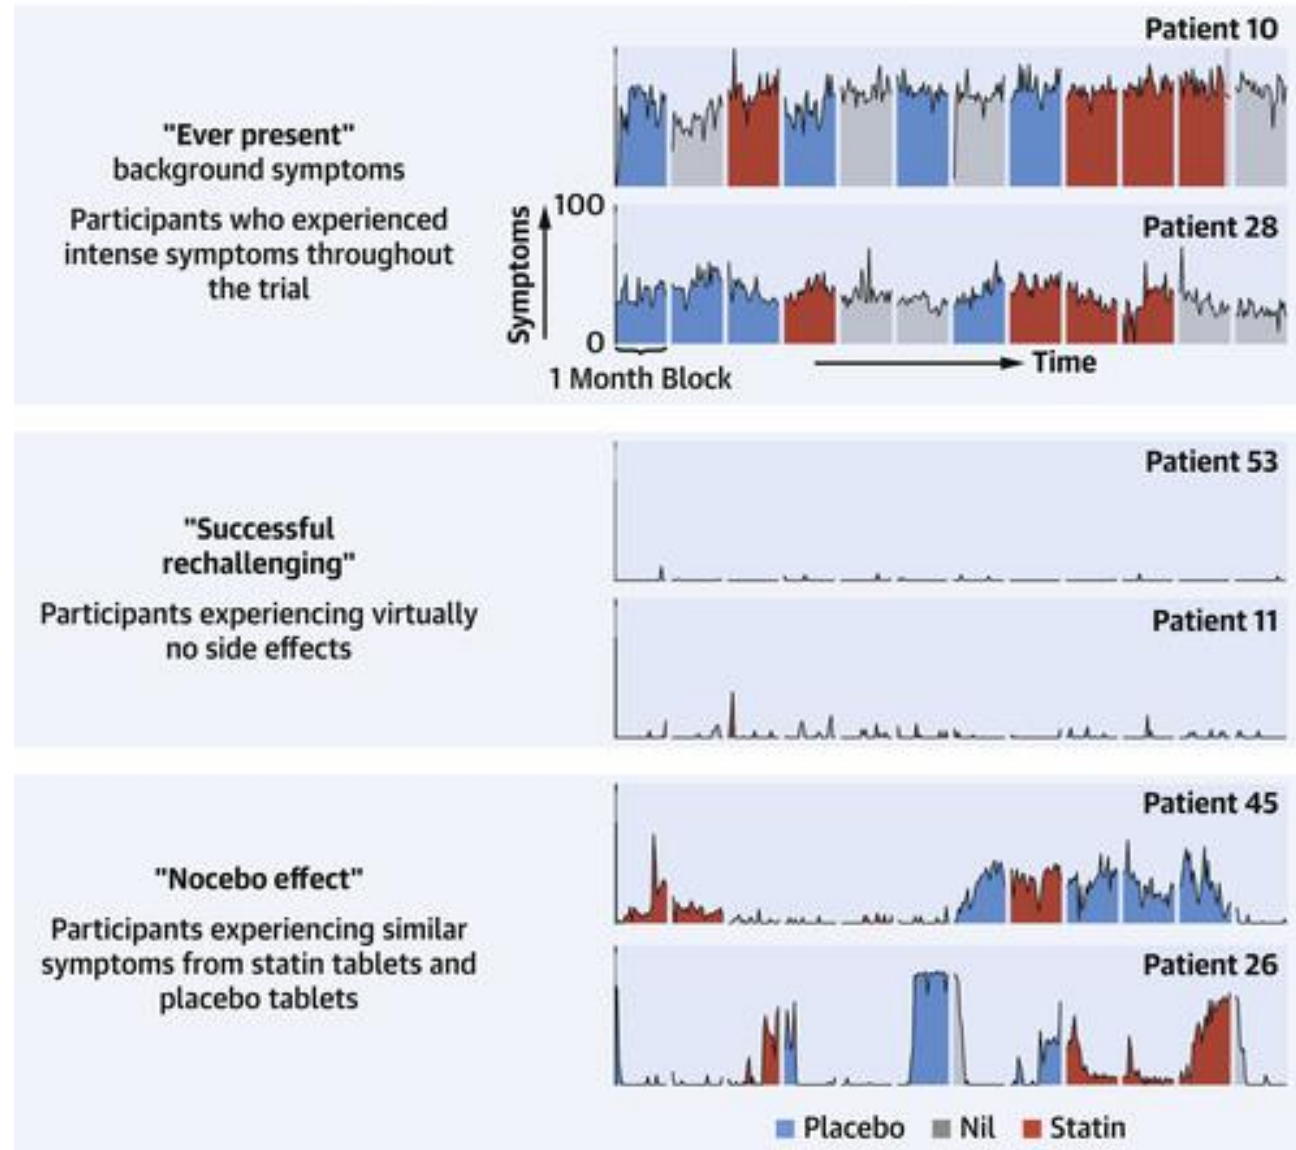 Patient 10
"Ever present"
background symptoms
Participants who experienced
intense symptoms throughout
the trial
Symptoms
100
0
Patient 28
1 Month Block
Time
Patient 53
"Successful
rechallenging"
Participants experiencing virtually
no side effects
Patient 11
Patient 45
"Nocebo effect"
Participants experiencing similar
symptoms from statin tablets and
placebo tablets
Patient 26
Placebo Nil Statin